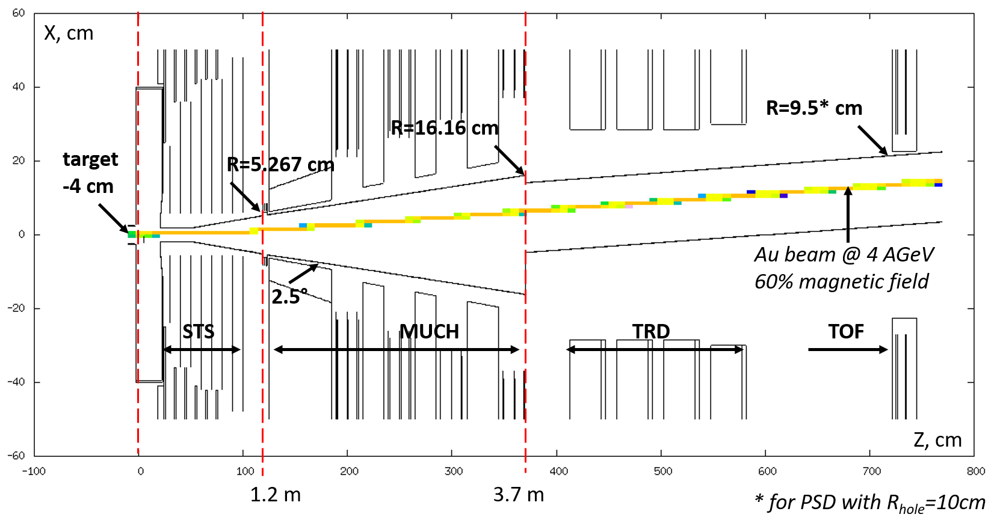 60
X, cm
40
R=9.5* cm
R=16.16 cm
20
target
-4 cm
R=5.267 cm
0
Au beam @ 4 AGeV
60% magnetic field
2.5°
-20
STS
MUCH
TRD
TOF
-40
Z, cm
-60
-100 0 100 200 300 400 500 600 700 800
1.2 m
3.7 m
* for PSD with Rhole=10cm